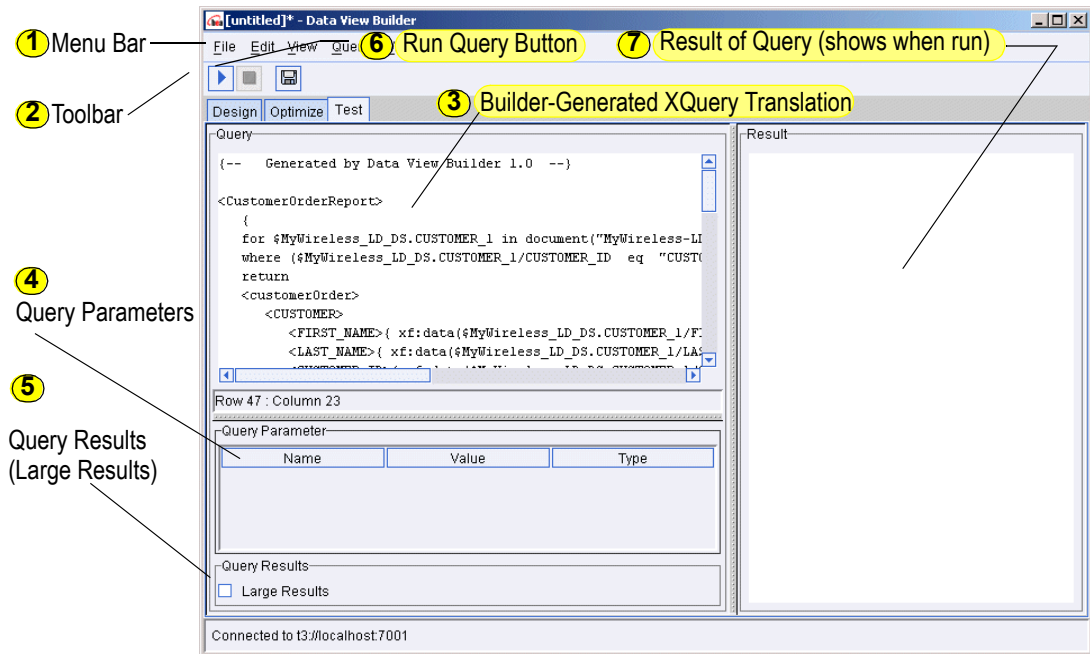 [untitled]* - Data View Builder
1 Menu Bar
File Edit View
6 Run Query Button
7 Result of Query (shows when run)
2 Toolbar
Design Optimize Test
3 Builder-Generated XQuery Translation
Query
{-- Generated by Data View Builder 1.0 --}
<CustomerOrderReport>
{
for $MyWireless_LD_DS.CUSTOMER_1 in document("MyWireless-LD
where ($MyWireless_LD_DS.CUSTOMER_1/CUSTOMER_ID eq "CUSTO
return
<customerOrder>
<CUSTOMER>
<FIRST_NAME>{ xf:data($MyWireless_LD_DS.CUSTOMER_1/FI
<LAST_NAME>{ xf:data($MyWireless_LD_DS.CUSTOMER_1/LAS
Row 47 : Column 23
Result
4
Query Parameters
Query Parameter
Name Value Type
5
Query Results
(Large Results)
Query Results
Large Results
Connected to t3://localhost:7001